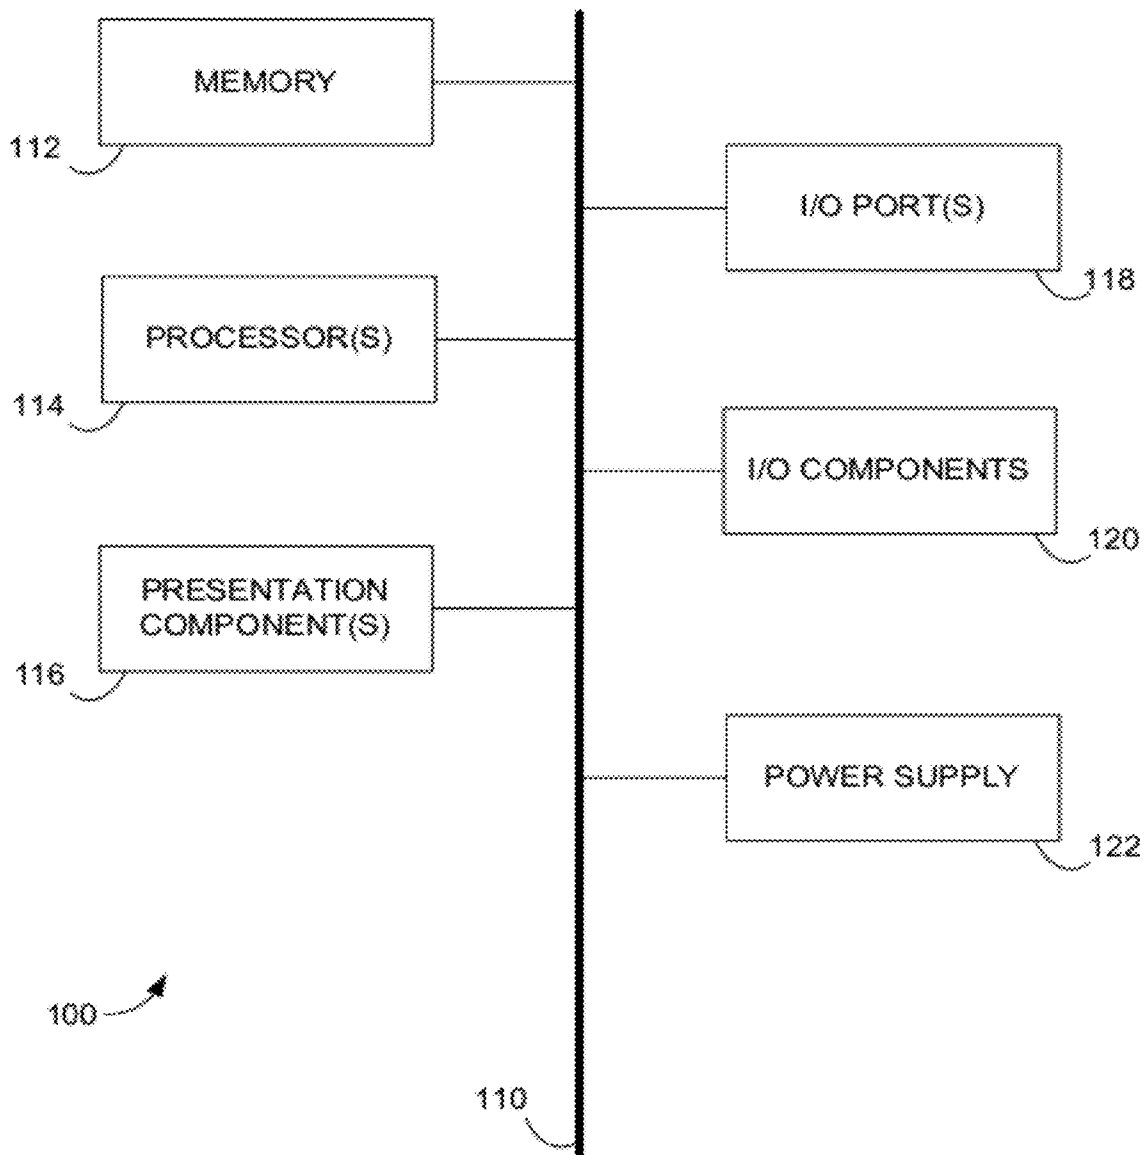 MEMORY
112
I/O PORT(S)
118
PROCESSOR(S)
114
I/O COMPONENTS
120
PRESENTATION
COMPONENT(S)
116
POWER SUPPLY
122
100
110